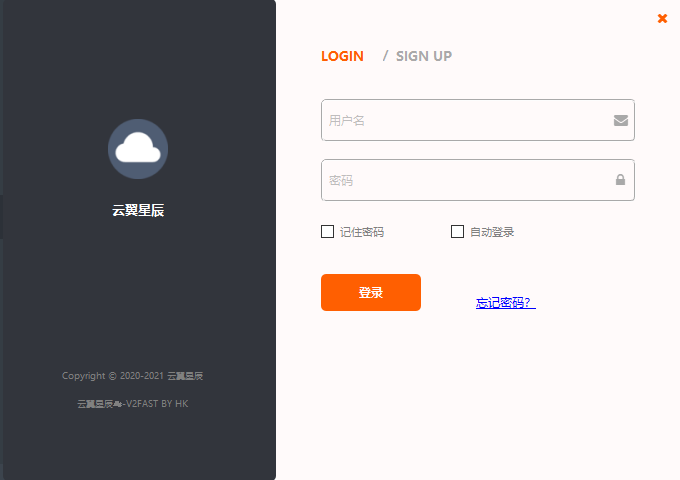 LOGIN / SIGN UP
用户名
密码
记住密码 自动登录
登录
忘记密码?
云翼星辰
Copyright © 2020-2021 云翼星辰
云翼星辰☁-V2FAST BY HK